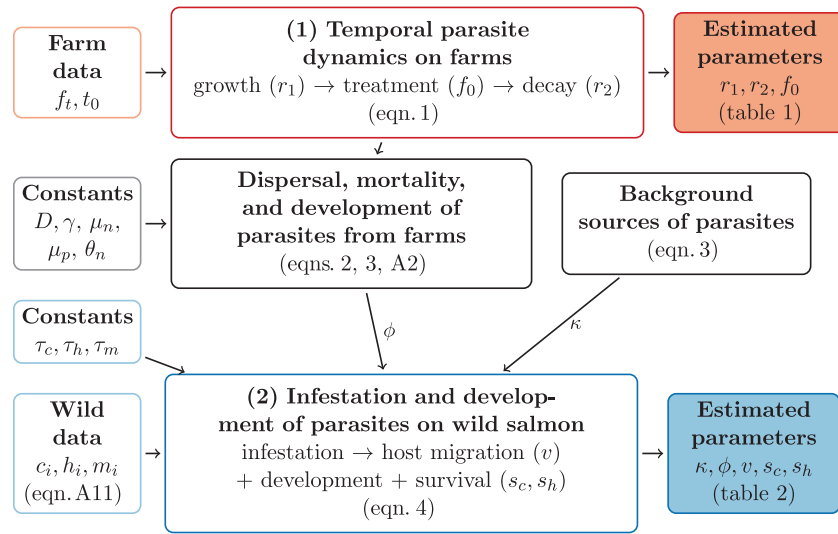 Farm
data
f_t, t_0
(1) Temporal parasite
dynamics on farms
growth (r_1) → treatment (f_0) → decay (r_2)
(eqn. 1)
Estimated
parameters
r_1, r_2, f_0
(table 1)
Constants
D, γ, μ_n,
μ_p, θ_n
Dispersal, mortality,
and development of
parasites from farms
(eqns. 2, 3, A2)
Background
sources of parasites
(eqn. 3)
Constants
τ_c, τ_h, τ_m
ϕ
κ
Wild
data
c_i, h_i, m_i
(eqn. A11)
(2) Infestation and develop-
ment of parasites on wild salmon
infestation → host migration (v)
+ development + survival (s_c, s_h)
(eqn. 4)
Estimated
parameters
κ, ϕ, v, s_c, s_h
(table 2)